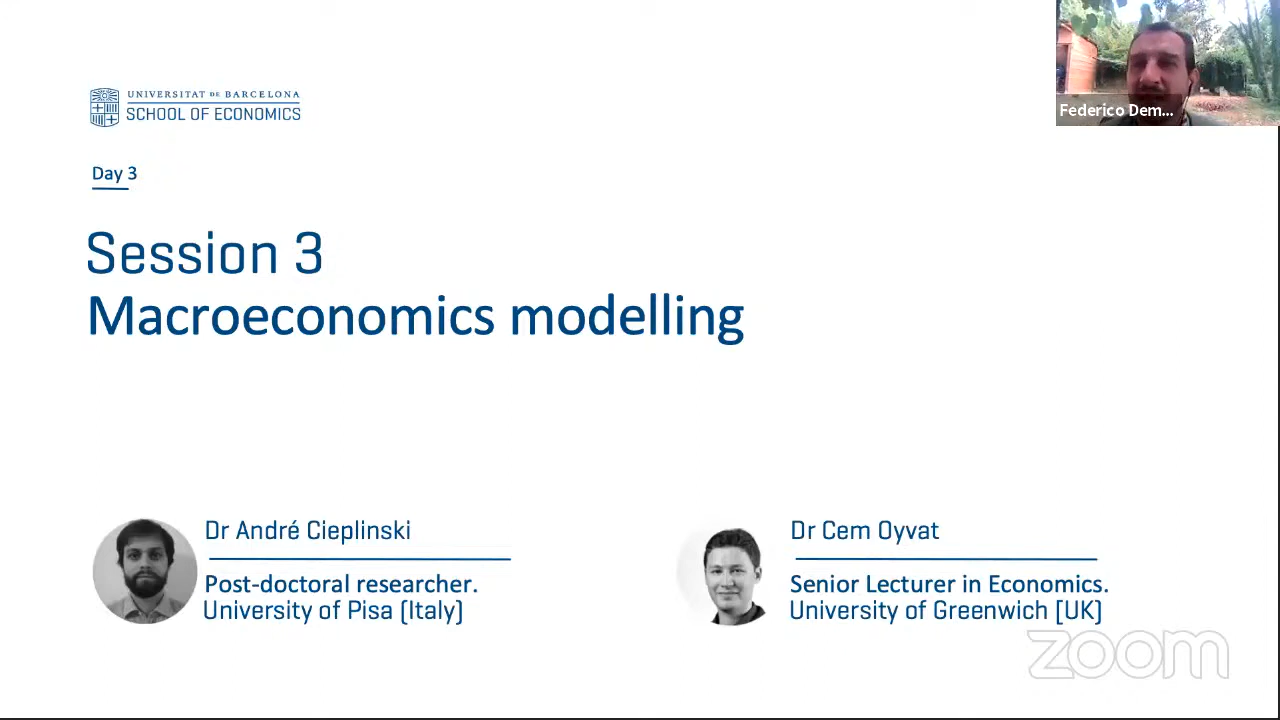 UNIVERSITAT DE BARCELONA
SCHOOL OF ECONOMICS
Federico Dem...
Day 3
Session 3
Macroeconomics modelling
Dr André Cieplinski
Post-doctoral researcher.
University of Pisa (Italy)
Dr Cem Oyvat
Senior Lecturer in Economics.
University of Greenwich [UK]
zoom